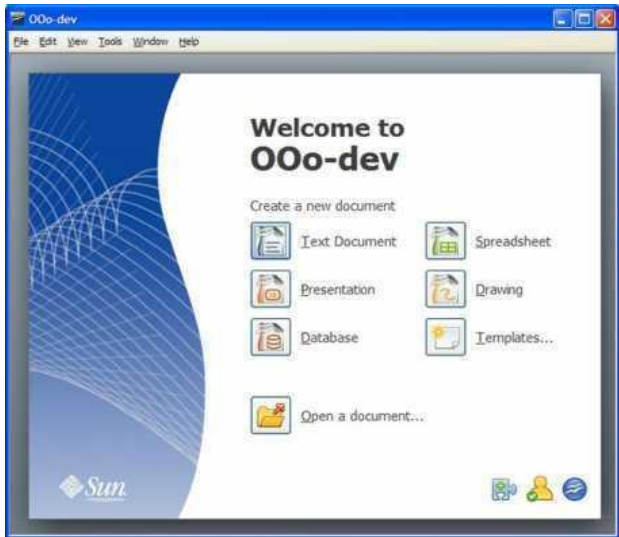 OOo-dev
File Edit View Tools Window Help
Welcome to
OOo-dev
Create a new document
Text Document Spreadsheet
Presentation Drawing
Database Templates...
Open a document...
Sun